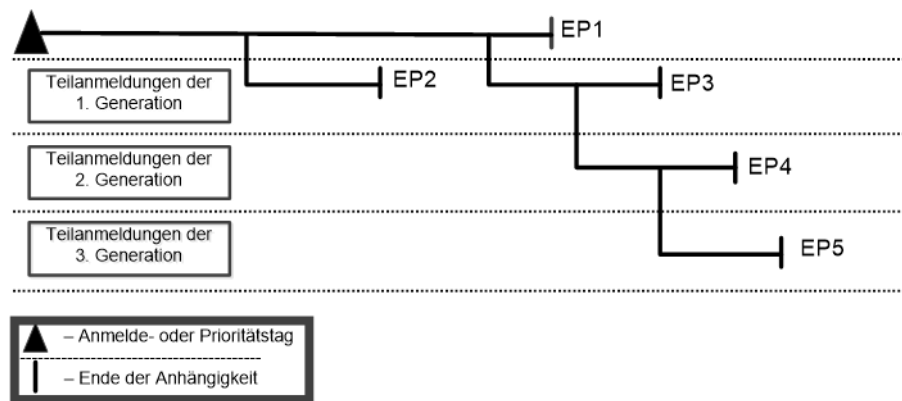 EP1
Teilanmeldungen der
1. Generation
EP2
EP3
Teilanmeldungen der
2. Generation
EP4
Teilanmeldungen der
3. Generation
EP5
– Anmelde- oder Prioritätstag
– Ende der Anhängigkeit